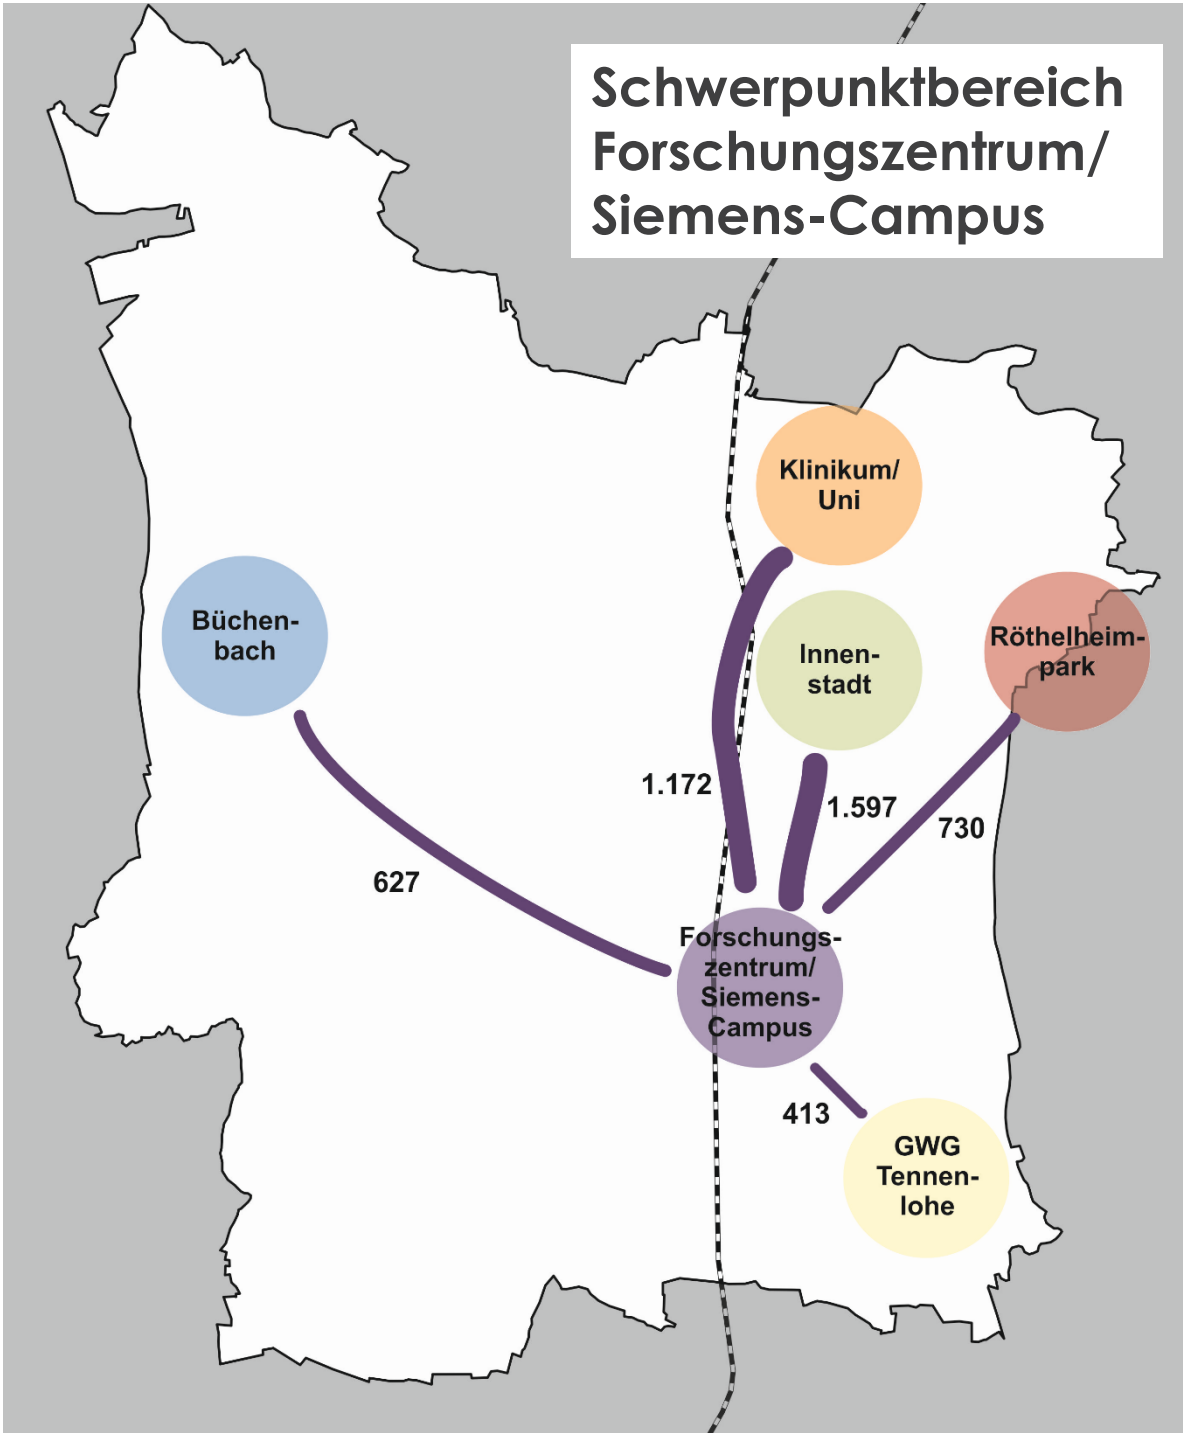 Schwerpunktbereich
Forschungszentrum/
Siemens-Campus
Klinikum/
Uni
Büchen-
bach
Innen-
stadt
Röthelheim-
park
1.172
1.597
730
627
Forschungs-
zentrum/
Siemens-
Campus
413
GWG
Tennen-
lohe